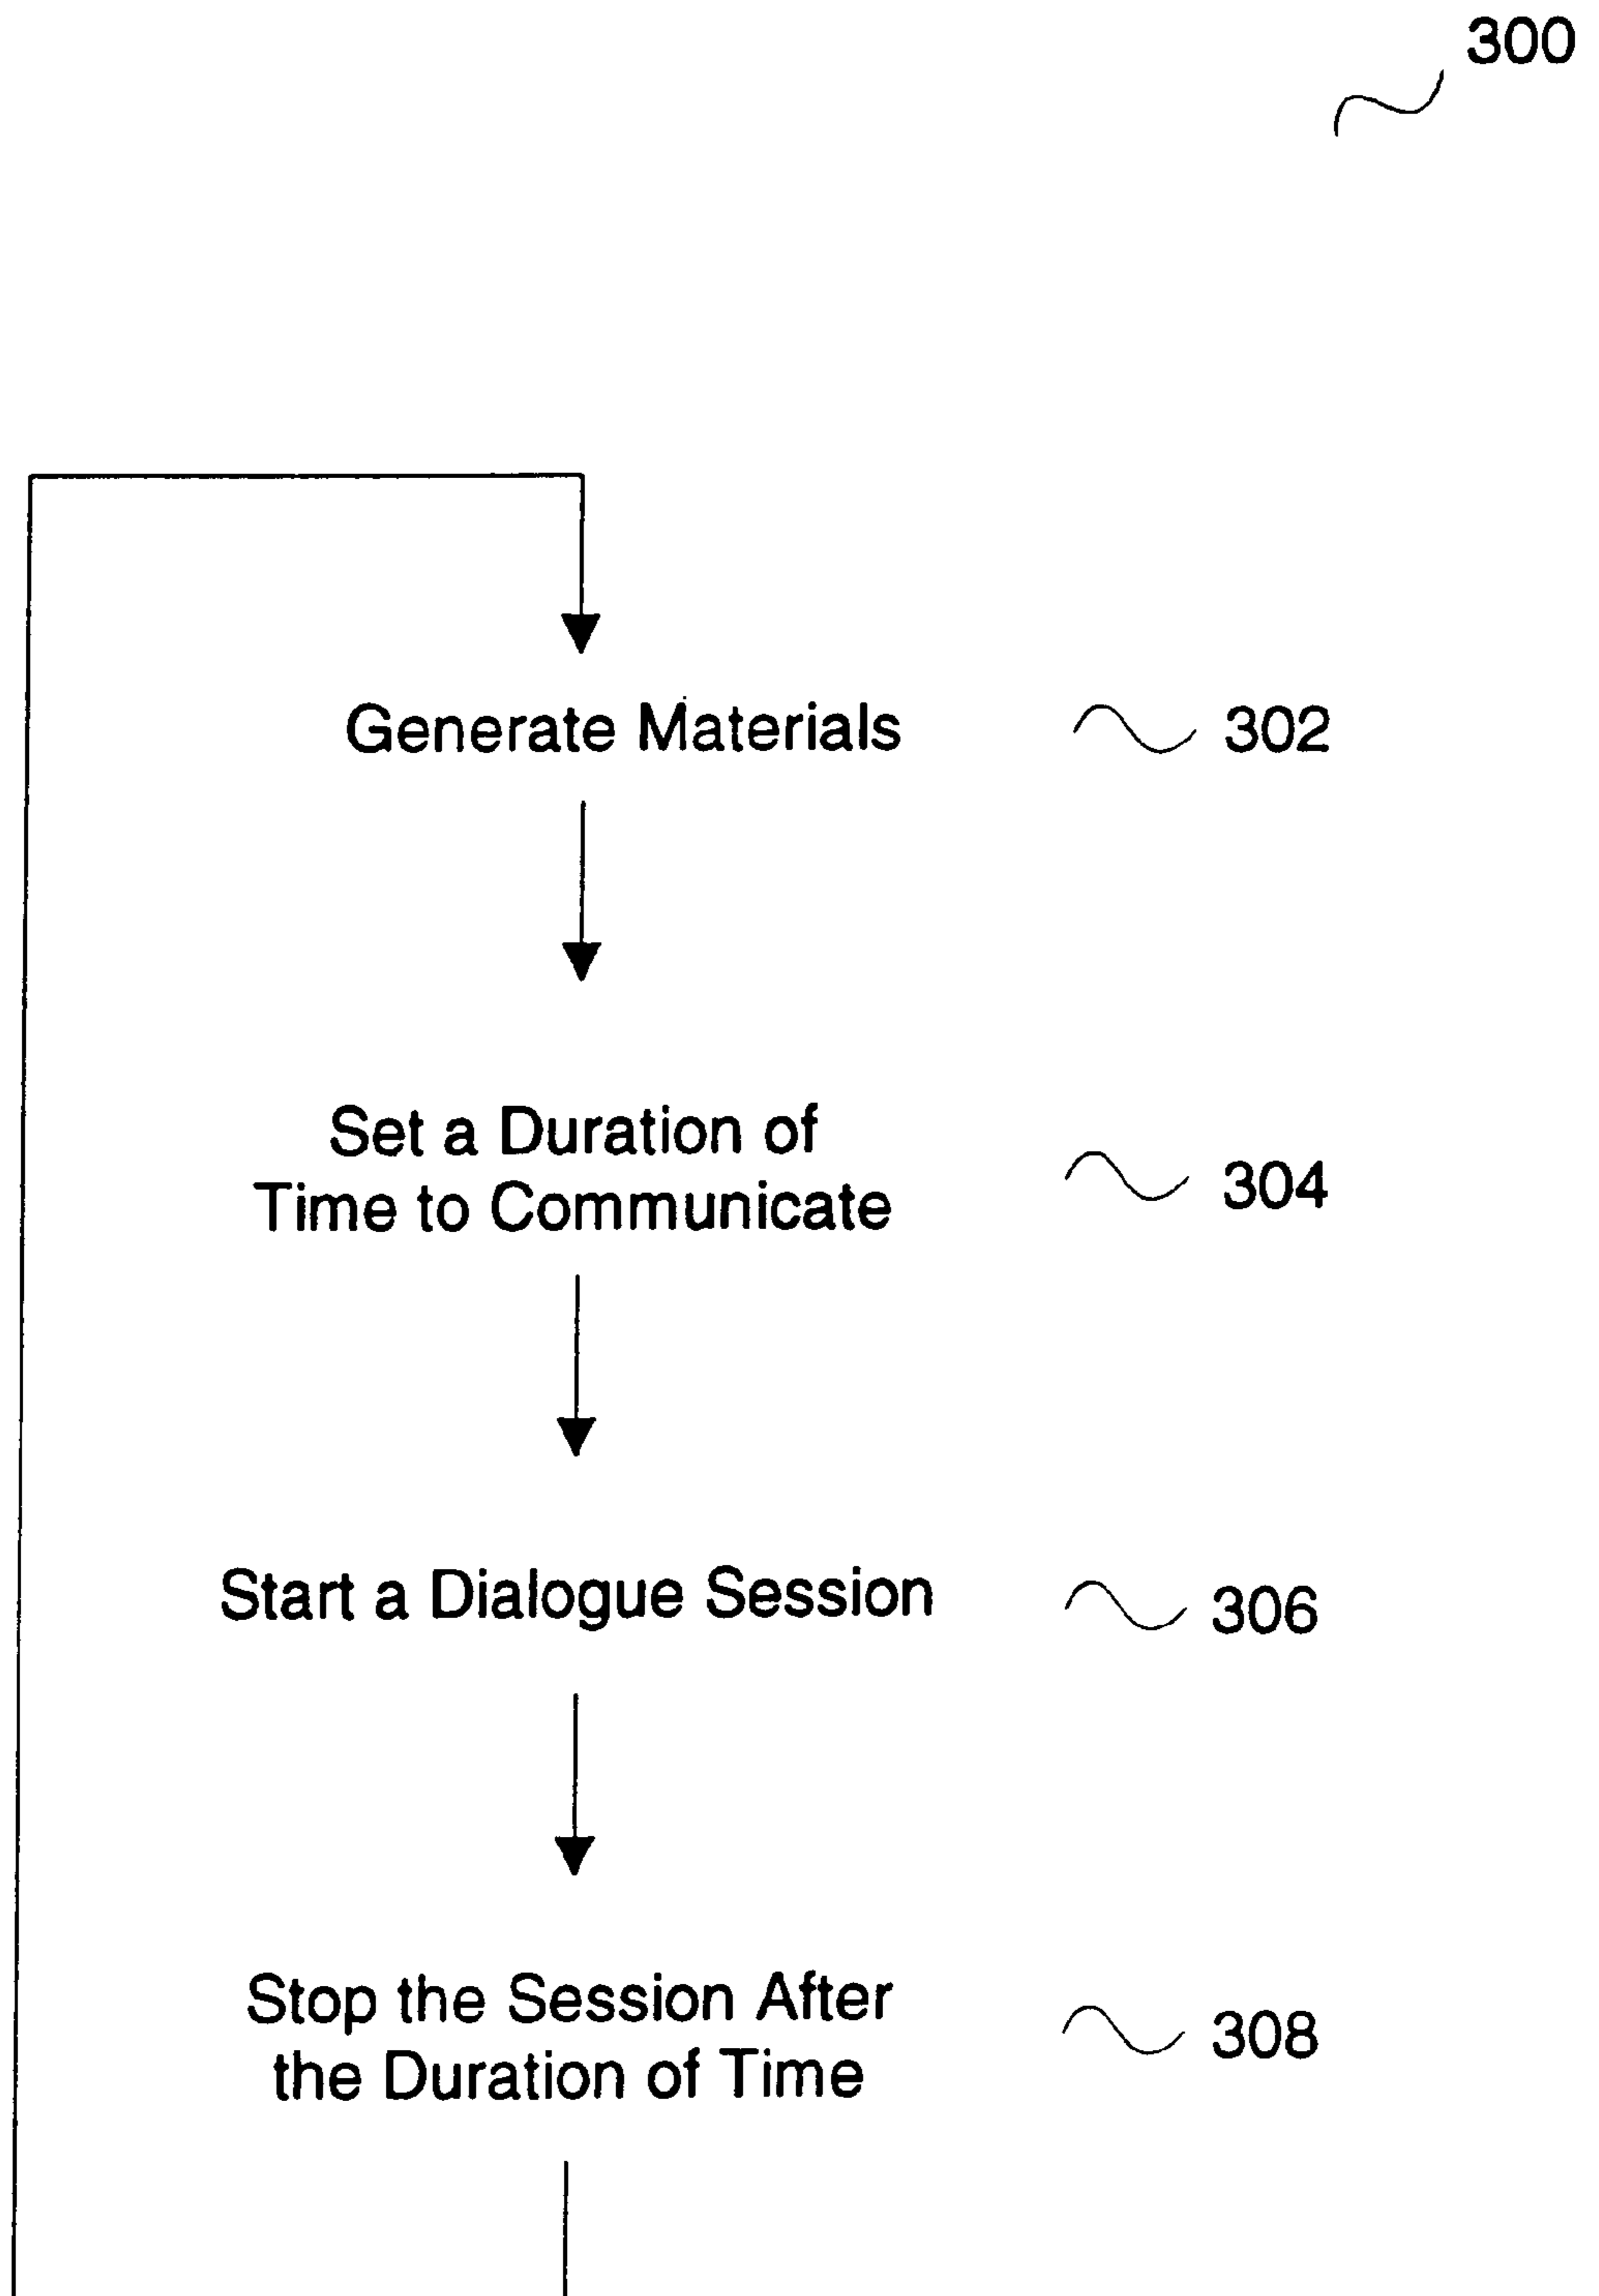 300
Generate Materials
302
Set a Duration of
Time to Communicate
304
Start a Dialogue Session
306
Stop the Session After
the Duration of Time
308